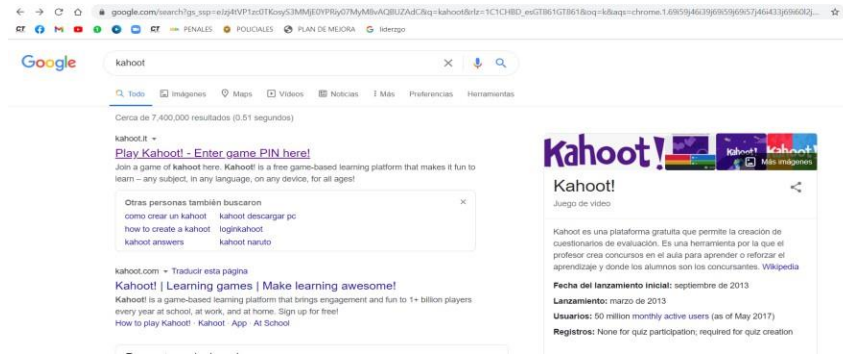 google.com/search?gs_ssp=
PENALES POLICIALES PLAN DE MEJORA G liderzgo
Google
kahoot
Todo Imágenes Maps Vídeos Noticias Más Preferencias Herramientas
Cerca de 7,400,000 resultados (0.51 segundos)
kahoot.it
Play Kahoot! - Enter game PIN here!
Join a game of kahoot here. Kahoot! is a free game-based learning platform that makes it fun to
learn – any subject, in any language, on any device, for all ages!
Otras personas también buscaron
como crear un kahoot kahoot descargar pc
how to create a kahoot loginkahoot
kahoot answers kahoot naruto
kahoot.com Traducir esta página
Kahoot! | Learning games | Make learning awesome!
Kahoot! is a game-based learning platform that brings engagement and fun to 1+ billion players
every year at school, at work, and at home. Sign up for free!
How to play Kahoot! · Kahoot · App · At School
Kahoot! Kahoot! Kahoot!
Más imágenes
Kahoot!
Juego de video
Kahoot es una plataforma gratuita que permite la creación de
cuestionarios de evaluación. Es una herramienta por la que el
profesor crea concursos en el aula para aprender o reforzar el
aprendizaje y donde los alumnos son los concursantes. Wikipedia
Fecha del lanzamiento inicial: septiembre de 2013
Lanzamiento: marzo de 2013
Usuarios: 50 million monthly active users (as of May 2017)
Registros: None for quiz participation; required for quiz creation